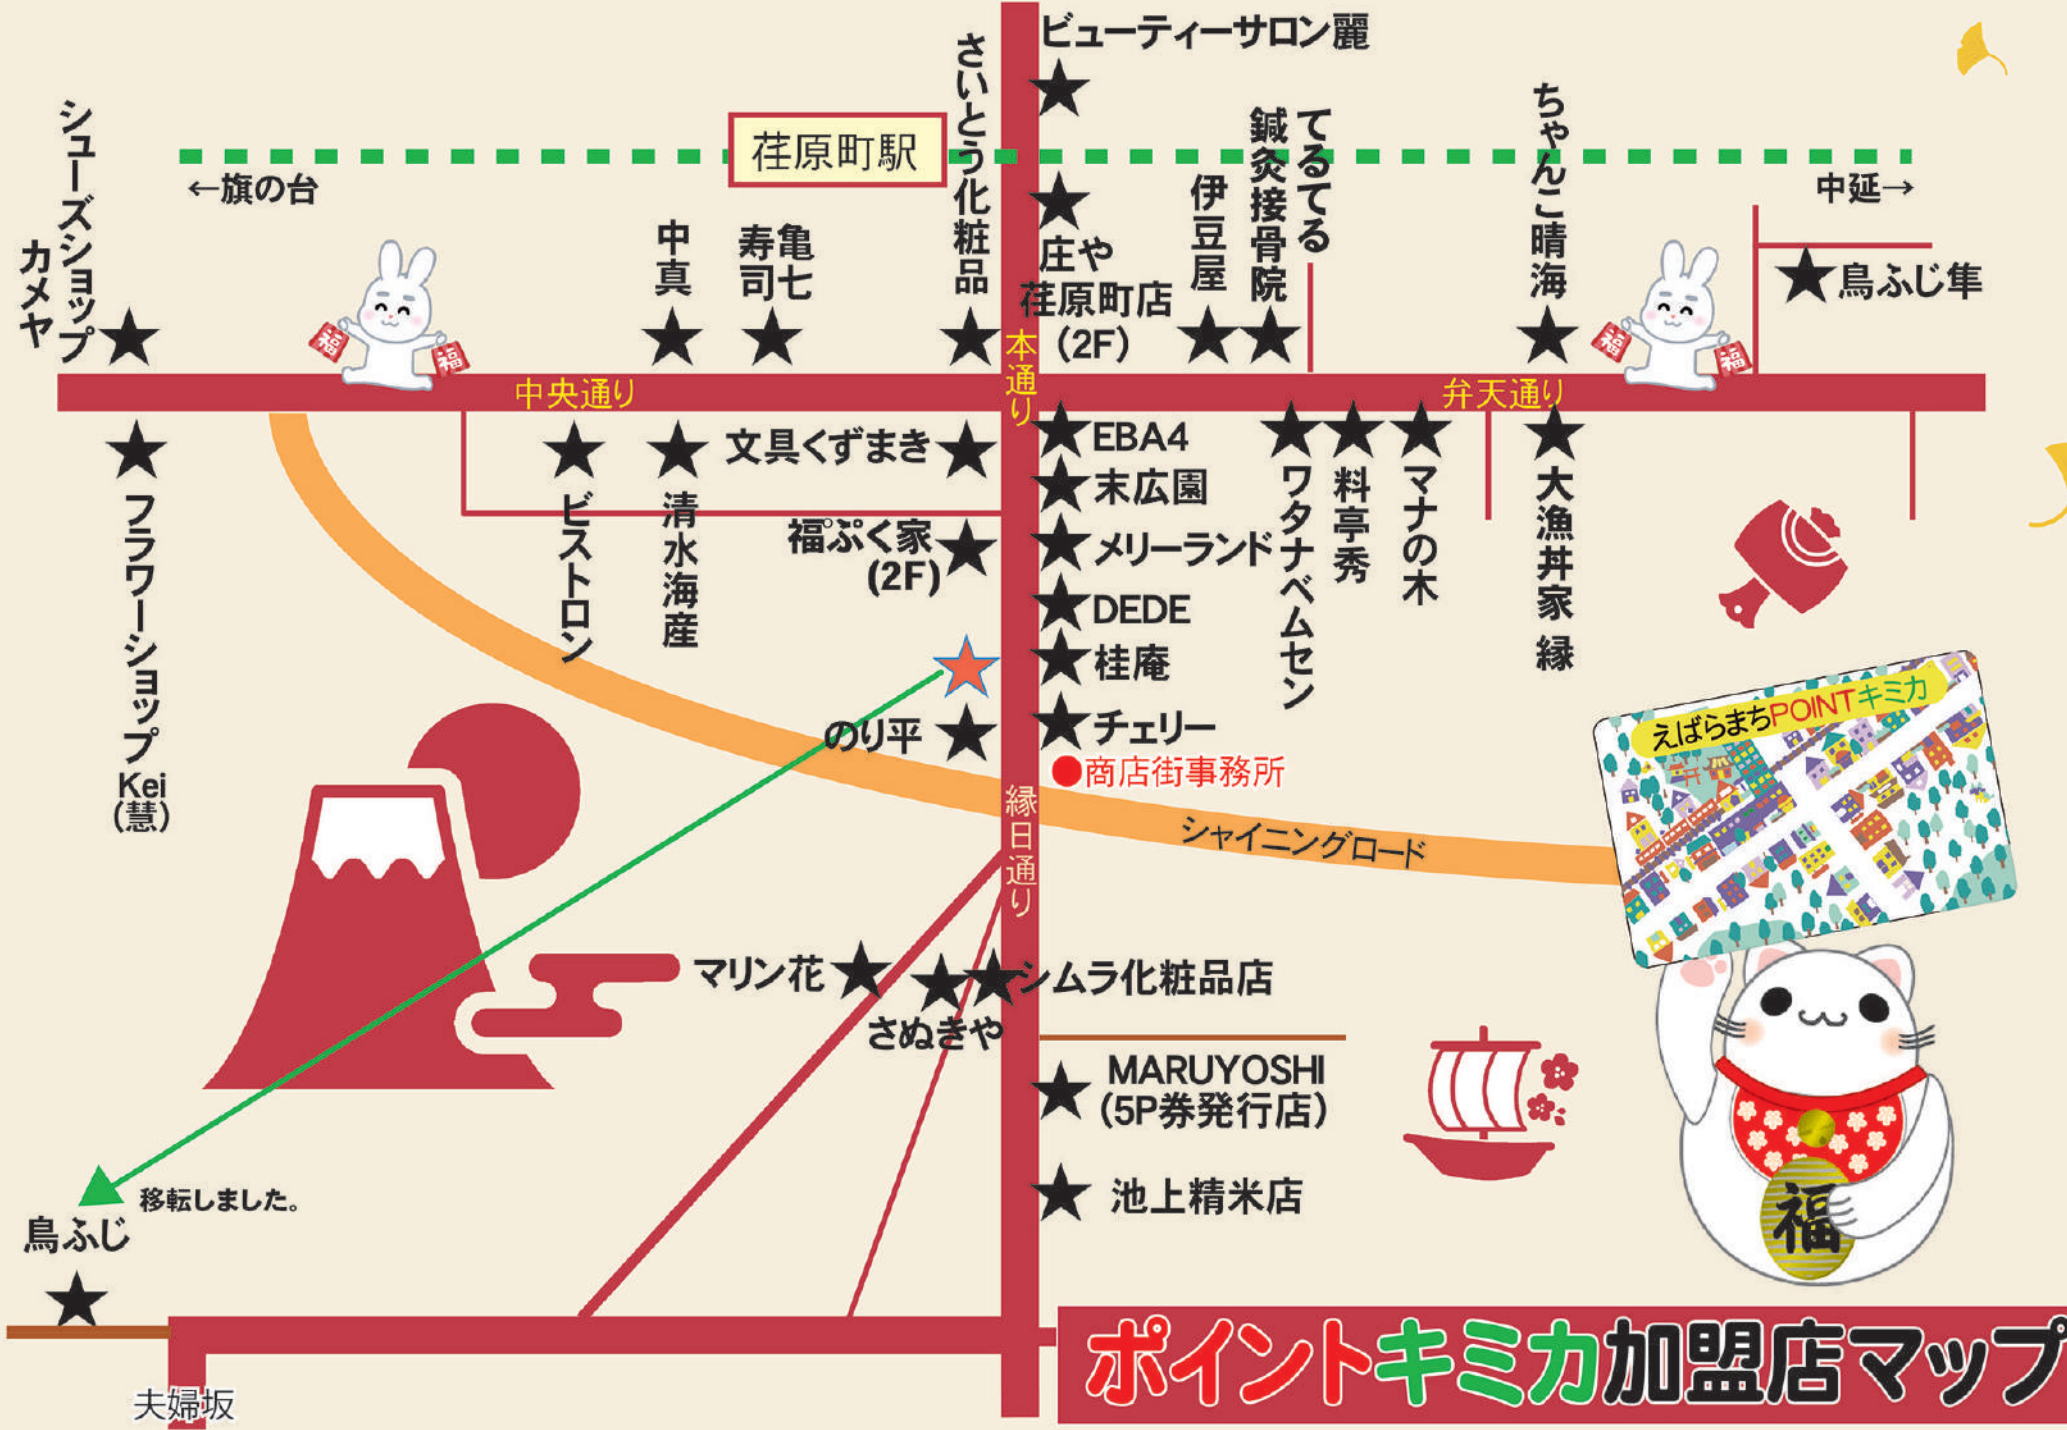 ビューティーサロン麗
さいとう化粧品
荏原町駅
←旗の台
中延→
シューズショップ
カメヤ
中真
亀七
寿司
庄や
荏原町店
(2F)
伊豆屋
てるてる
鍼灸接骨院
ちゃんこ晴海
鳥ふじ隼
福
福
福
福
中央通り
本通り
弁天通り
フラワーショップ
Kei
(慧)
ビストロン
清水海産
文具くずまき
福ぷく家
(2F)
EBA4
末広園
メリーランド
DEDE
桂庵
チェリー
ワタナベムセン
料亭秀
マナの木
大漁丼家 縁
のり平
商店街事務所
縁日通り
シャイニングロード
えばらまちPOINTキミカ
マリン花
さぬきや
シムラ化粧品店
MARUYOSHI
(5P券発行店)
池上精米店
移転しました。
鳥ふじ
夫婦坂
福
ポイントキミカ加盟店マップ